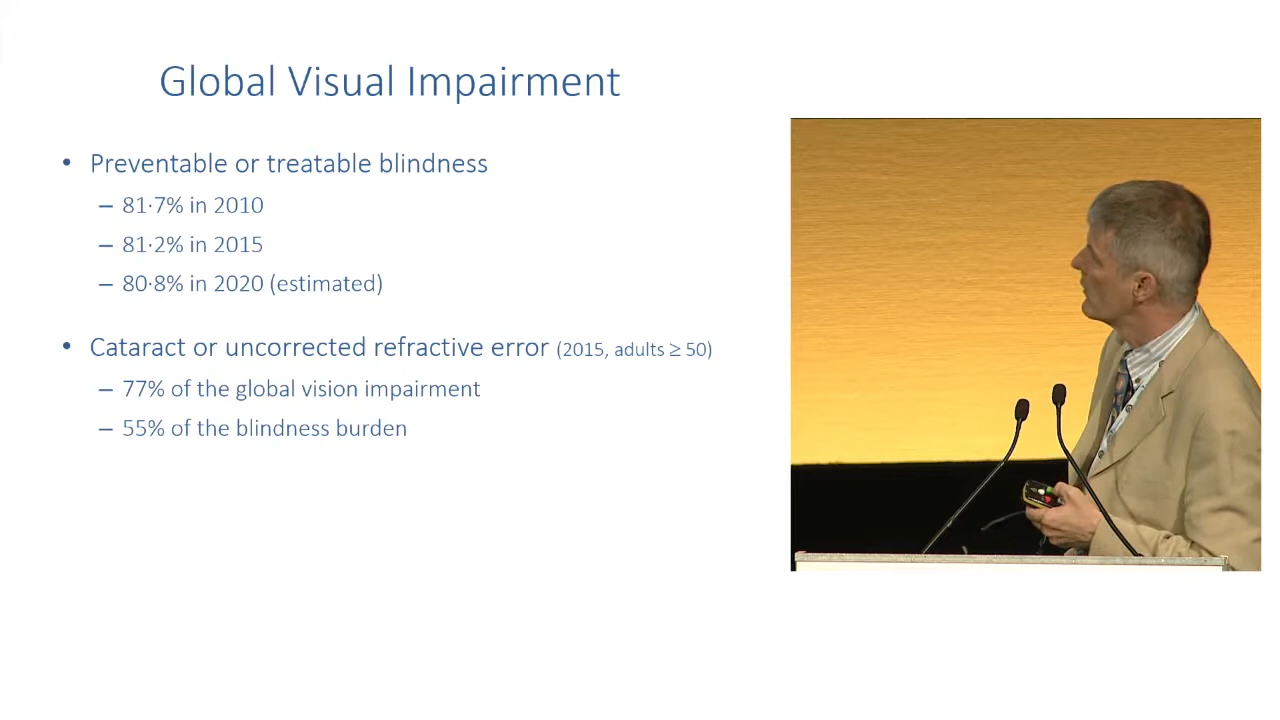 Global Visual Impairment
• Preventable or treatable blindness
– 81·7% in 2010
– 81·2% in 2015
– 80·8% in 2020 (estimated)
• Cataract or uncorrected refractive error (2015, adults ≥ 50)
– 77% of the global vision impairment
– 55% of the blindness burden